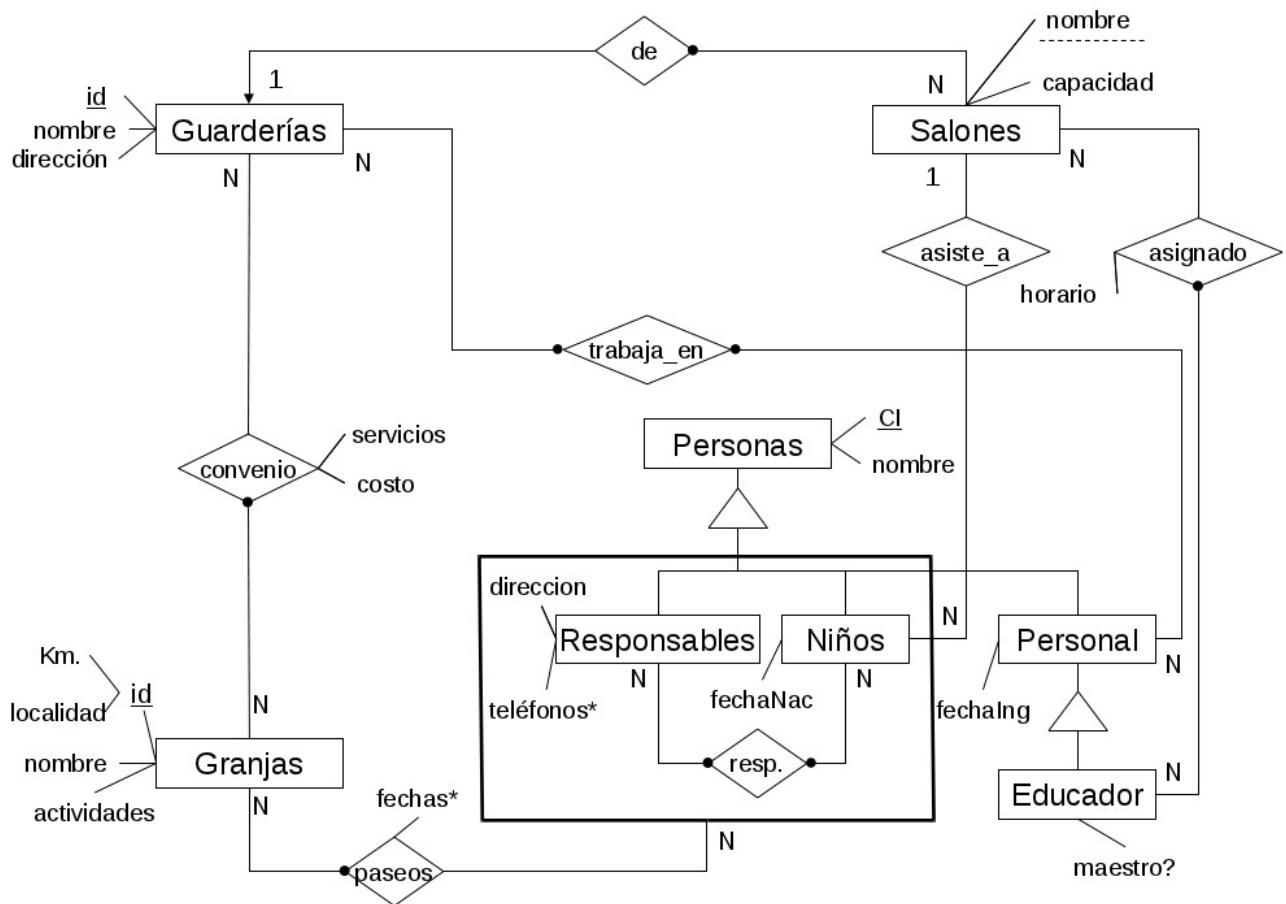 nombre
de
1
N
capacidad
id
nombre
dirección
Guarderías
Salones
N
N
1
N
asiste_a
asignado
horario
trabaja_en
servicios
convenio
costo
Personas
CI
nombre
direccion
Responsables
Niños
N
Personal
N
N
N
teléfonos*
fechaNac
fechaIng
Km.
localidad
id
N
nombre
Granjas
actividades
N
resp.
Educador
N
fechas*
N
paseos
maestro?